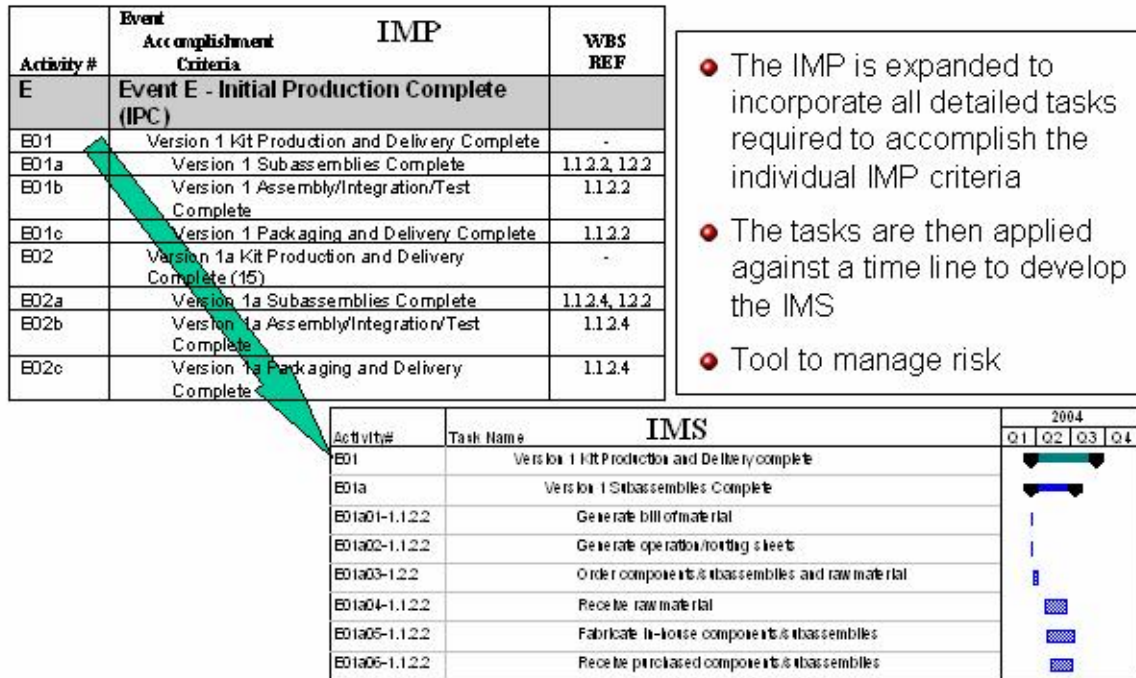 Event
Accomplishment
IMP
WBS
Activity #
Criteria
REF
E
Event E - Initial Production Complete
(IPC)
E01
Version 1 Kit Production and Delivery Complete
-
E01a
Version 1 Subassemblies Complete
1.1.2.2, 1.2.2
E01b
Version 1 Assembly/Integration/Test
Complete
1.1.2.2
E01c
Version 1 Packaging and Delivery Complete
1.1.2.2
E02
Version 1a Kit Production and Delivery
Complete (15)
-
E02a
Version 1a Subassemblies Complete
1.1.2.4, 1.2.2
E02b
Version 1a Assembly/Integration/Test
Complete
1.1.2.4
E02c
Version 1a Packaging and Delivery
Complete
1.1.2.4
The IMP is expanded to
incorporate all detailed tasks
required to accomplish the
individual IMP criteria
The tasks are then applied
against a time line to develop
the IMS
Tool to manage risk
Activity#
Task Name
IMS
2004
Q1 Q2 Q3 Q4
E01
Version 1 Kit Production and Delivery complete
E01a
Version 1 Subassemblies Complete
E01a01-1.1.2.2
Generate bill of material
E01a02-1.1.2.2
Generate operation/routing sheets
E01a03-1.2.2
Order components/subassemblies and raw material
E01a04-1.1.2.2
Receive raw material
E01a05-1.1.2.2
Fabricate in-house components/subassemblies
E01a06-1.1.2.2
Receive purchased components/subassemblies